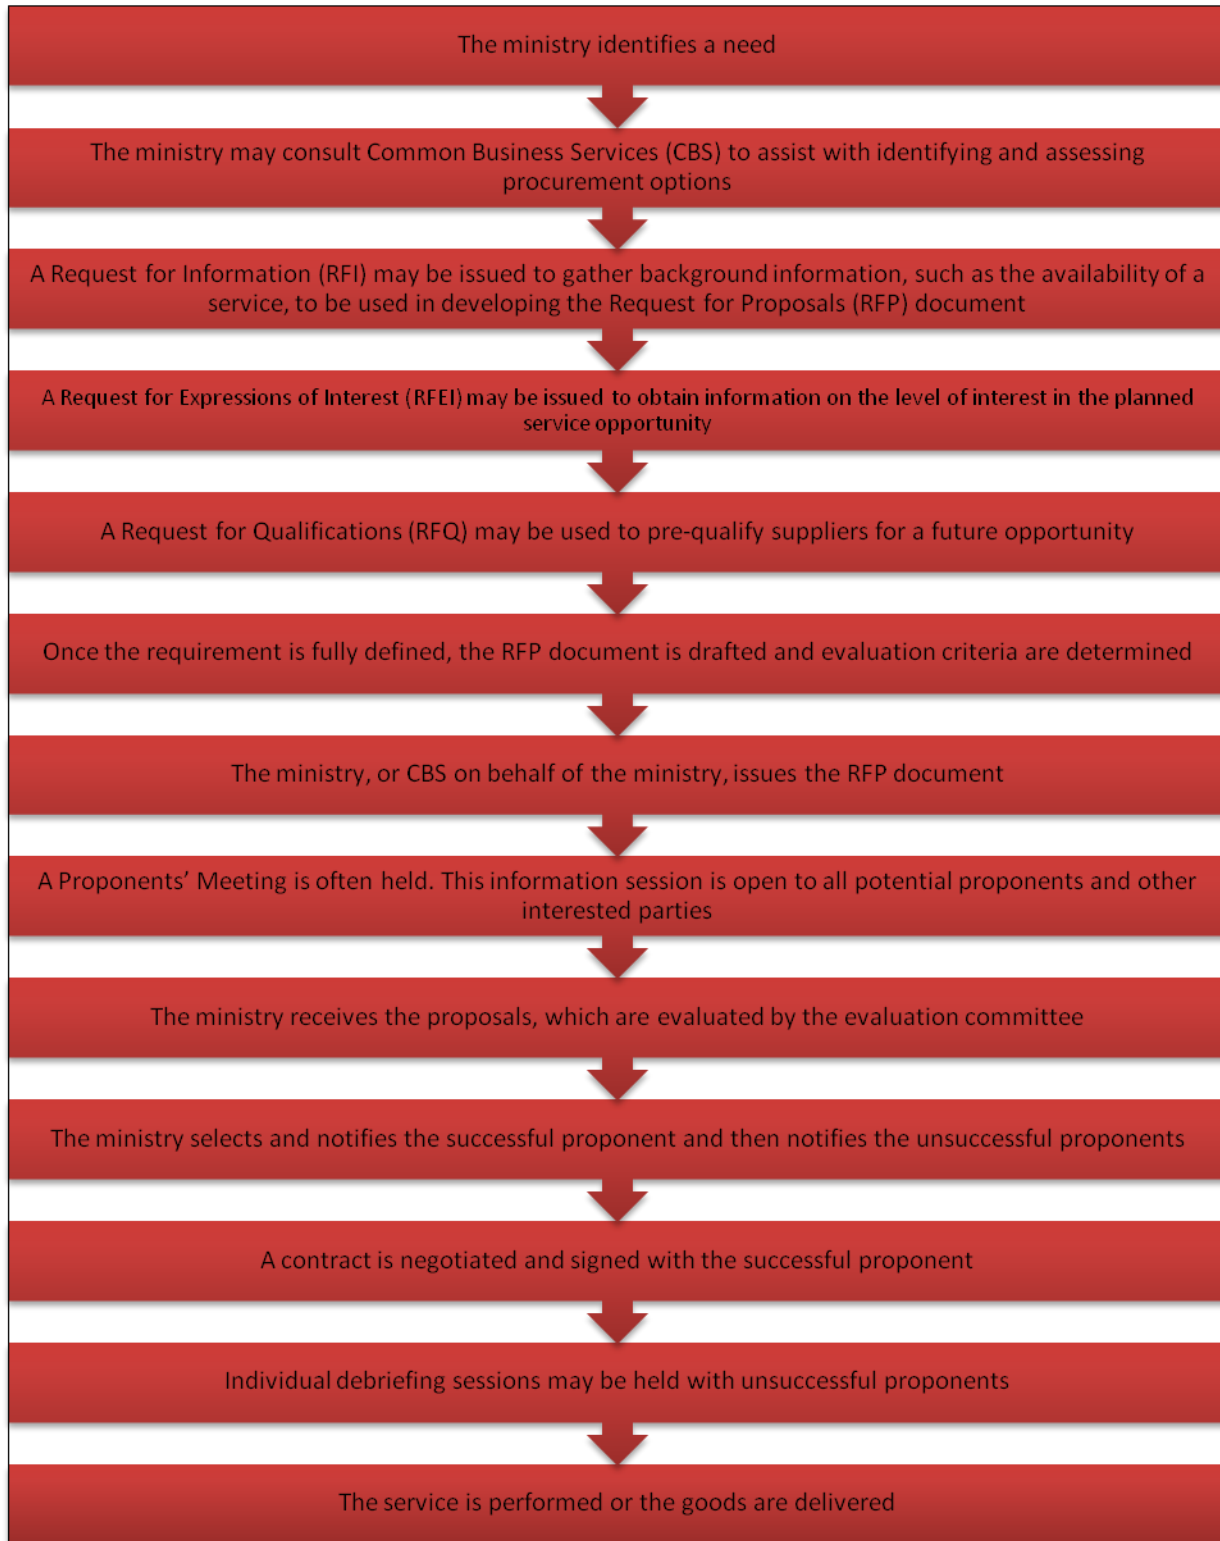 The ministry identifies a need
The ministry may consult Common Business Services (CBS) to assist with identifying and assessing
procurement options
A Request for Information (RFI) may be issued to gather background information, such as the availability of a
service, to be used in developing the Request for Proposals (RFP) document
A Request for Expressions of Interest (RFEI) may be issued to obtain information on the level of interest in the planned
service opportunity
A Request for Qualifications (RFQ) may be used to pre-qualify suppliers for a future opportunity
Once the requirement is fully defined, the RFP document is drafted and evaluation criteria are determined
The ministry, or CBS on behalf of the ministry, issues the RFP document
A Proponents’ Meeting is often held. This information session is open to all potential proponents and other
interested parties
The ministry receives the proposals, which are evaluated by the evaluation committee
The ministry selects and notifies the successful proponent and then notifies the unsuccessful proponents
A contract is negotiated and signed with the successful proponent
Individual debriefing sessions may be held with unsuccessful proponents
The service is performed or the goods are delivered